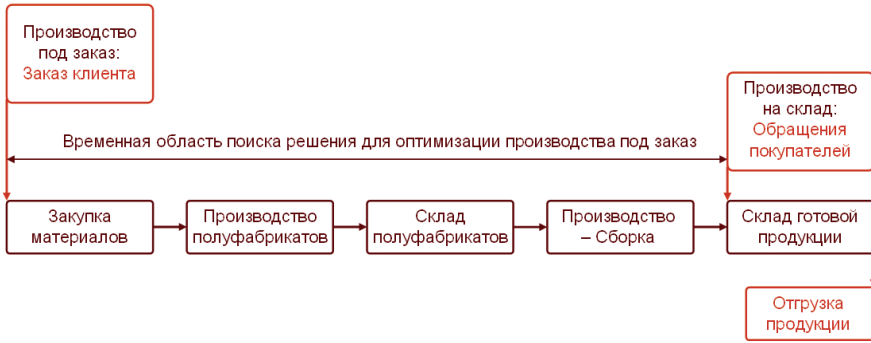 Производство
под заказ:
Заказ клиента
Производство
на склад:
Обращения
покупателей
Временная область поиска решения для оптимизации производства под заказ
Закупка
материалов
Производство
полуфабрикатов
Склад
полуфабрикатов
Производство
– Сборка
Склад готовой
продукции
Отгрузка
продукции